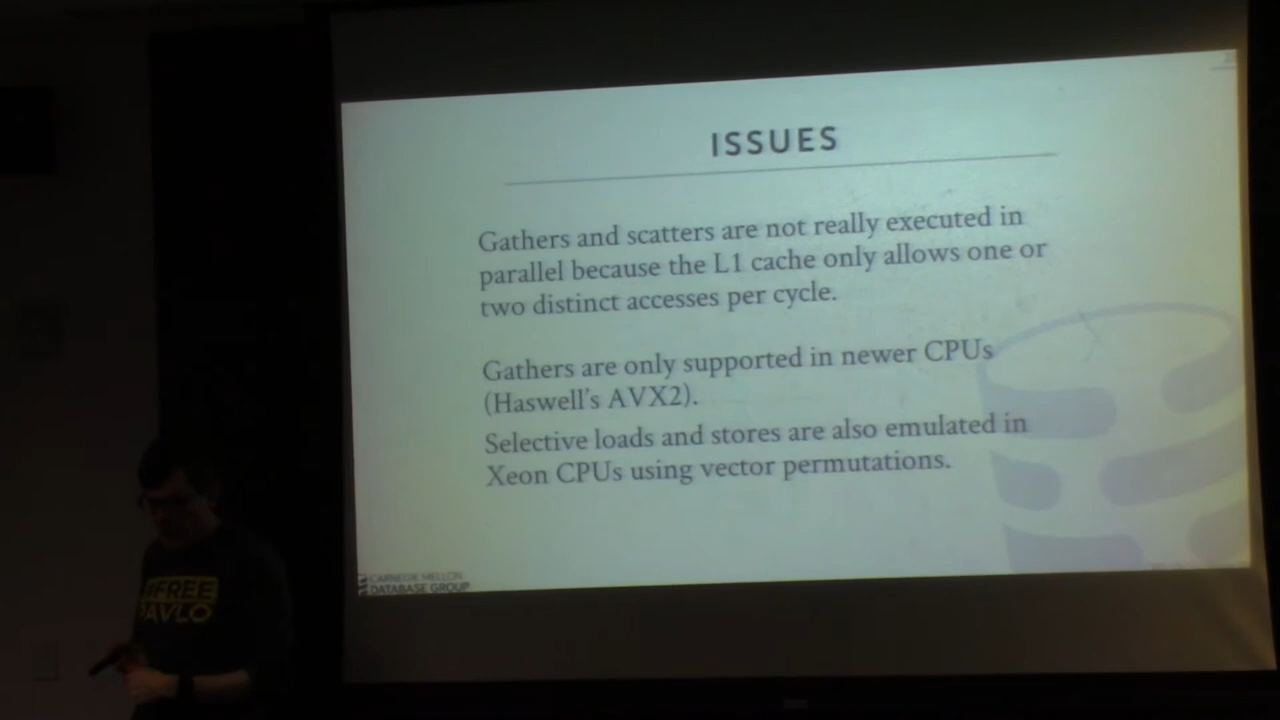 ISSUES
Gathers and scatters are not really executed in
parallel because the L1 cache only allows one or
two distinct accesses per cycle.
Gathers are only supported in newer CPUs
(Haswell's AVX2).
Selective loads and stores are also emulated in
Xeon CPUs using vector permutations.
CARNEGIE MELLON
DATABASE GROUP
#FREE
PAVLO